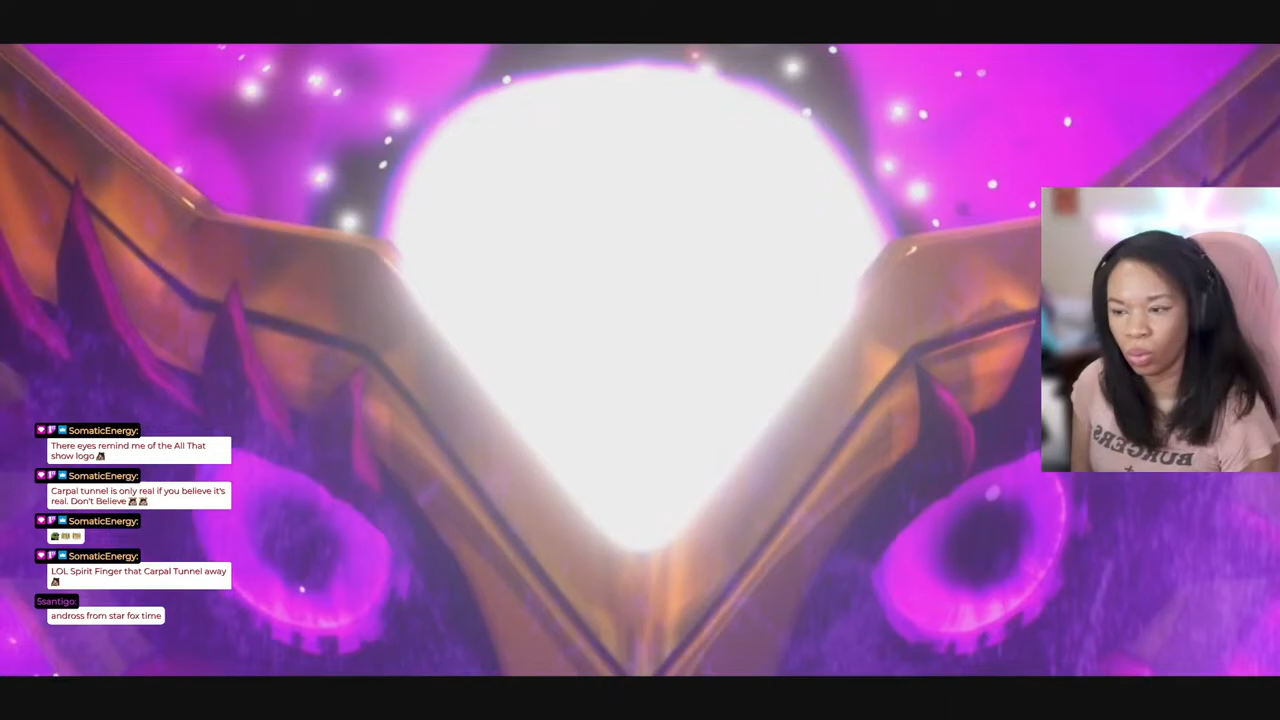 SomaticEnergy:
There eyes remind me of the All That
show logo
SomaticEnergy:
Carpal tunnel is only real if you believe it's
real. Don't Believe
SomaticEnergy:
SomaticEnergy:
LOL Spirit Finger that Carpal Tunnel away
5santigo:
andross from star fox time
BURGERS
+